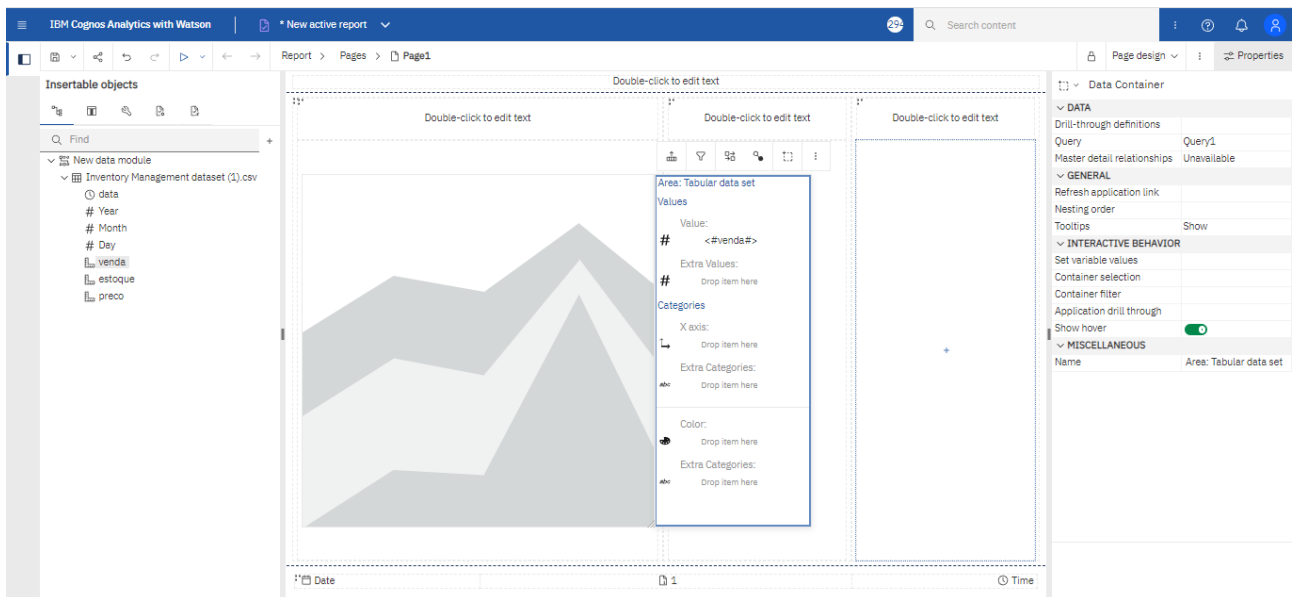 IBM Cognos Analytics with Watson
* New active report
294
Search content
Report > Pages > Page1
Page design
Properties
Insertable objects
Find
New data module
Inventory Management dataset (1).csv
data
# Year
# Month
# Day
venda
estoque
preco
Double-click to edit text
Double-click to edit text
Double-click to edit text
Double-click to edit text
Area: Tabular data set
Values
Value:
# <#venda#>
Extra Values:
# Drop item here
Categories
X axis:
Drop item here
Extra Categories:
abc Drop item here
Color:
Drop item here
Extra Categories:
abc Drop item here
Date
1
Time
Data Container
DATA
Drill-through definitions
Query Query1
Master detail relationships Unavailable
GENERAL
Refresh application link
Nesting order
Tooltips Show
INTERACTIVE BEHAVIOR
Set variable values
Container selection
Container filter
Application drill through
Show hover
MISCELLANEOUS
Name Area: Tabular data set